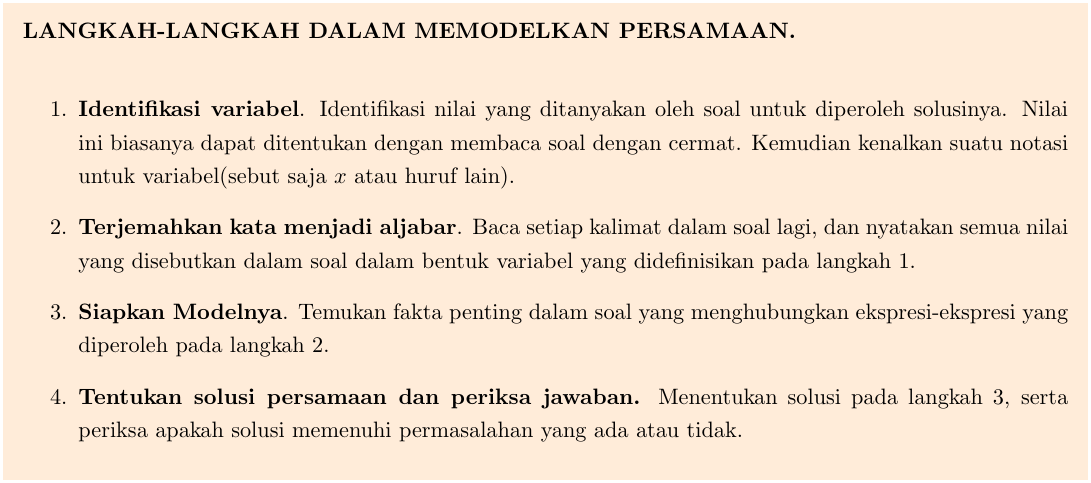 LANGKAH-LANGKAH DALAM MEMODELKAN PERSAMAAN.
1. Identifikasi variabel. Identifikasi nilai yang ditanyakan oleh soal untuk diperoleh solusinya. Nilai
ini biasanya dapat ditentukan dengan membaca soal dengan cermat. Kemudian kenalkan suatu notasi
untuk variabel(sebut saja x atau huruf lain).
2. Terjemahkan kata menjadi aljabar. Baca setiap kalimat dalam soal lagi, dan nyatakan semua nilai
yang disebutkan dalam soal dalam bentuk variabel yang didefinisikan pada langkah 1.
3. Siapkan Modelnya. Temukan fakta penting dalam soal yang menghubungkan ekspresi-ekspresi yang
diperoleh pada langkah 2.
4. Tentukan solusi persamaan dan periksa jawaban. Menentukan solusi pada langkah 3, serta
periksa apakah solusi memenuhi permasalahan yang ada atau tidak.